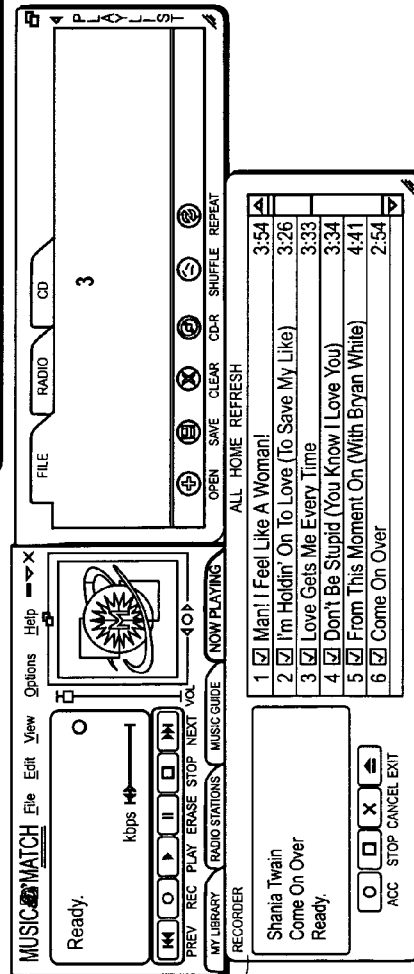 MUSICMATCH File Edit View Options Help
Ready.
kbps
PREV REC PLAY ERASE STOP NEXT VOL
FILE RADIO CD
3
OPEN SAVE CLEAR CD-R SHUFFLE REPEAT
PLAYLIST
MY LIBRARY RADIO STATIONS MUSIC GUIDE NOW PLAYING
RECORDER
ALL HOME REFRESH
Shania Twain
Come On Over
Ready.
ACC STOP CANCEL EXIT
1 Man! I Feel Like A Woman! 3:54
2 I'm Holdin' On To Love (To Save My Like) 3:26
3 Love Gets Me Every Time 3:33
4 Don't Be Stupid (You Know I Love You) 3:34
5 From This Moment On (With Bryan White) 4:41
6 Come On Over 2:54